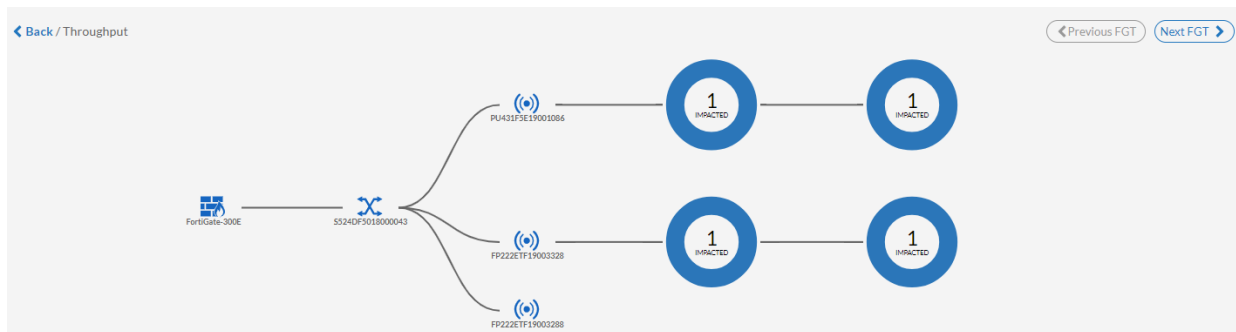 Back / Throughput
Previous FGT
Next FGT
PU431F5E19001086
1
IMPACTED
1
IMPACTED
FortiGate-300E
S524DF5018000043
FP222ETF19003328
1
IMPACTED
1
IMPACTED
FP222ETF19003288